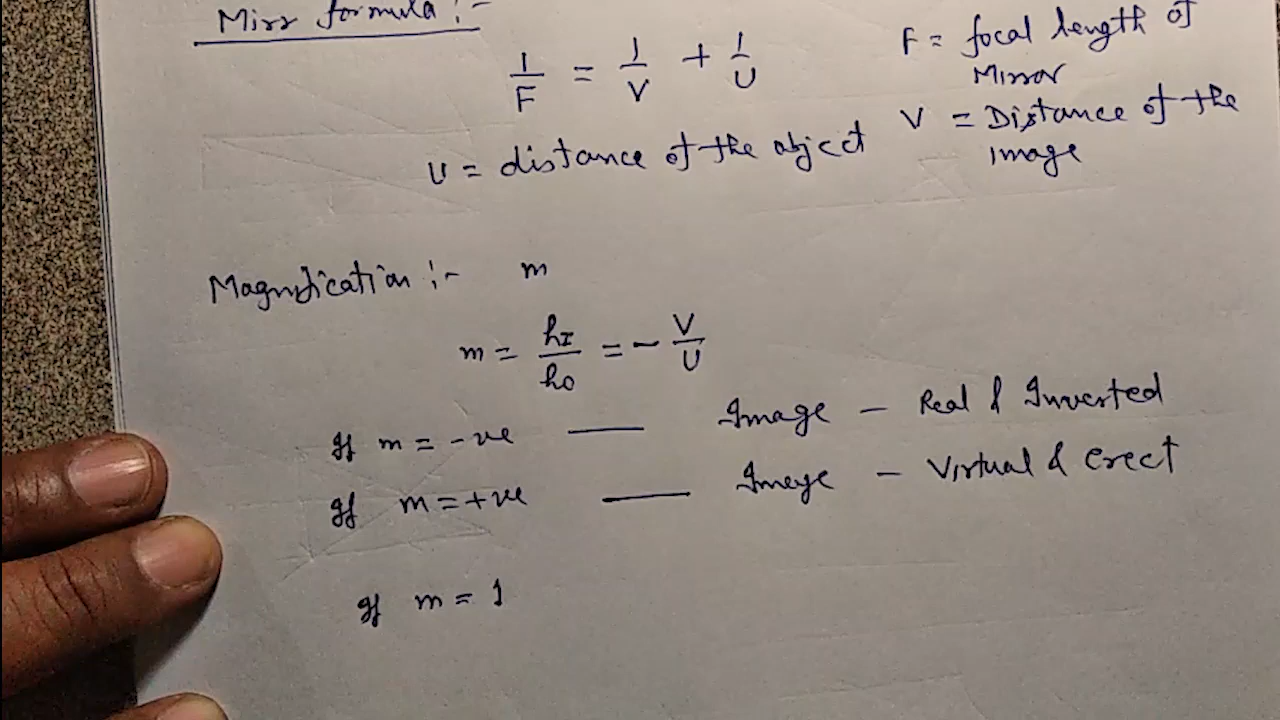 Mirr formula :-
1/F = 1/V + 1/U
F = focal length of
Mirror
U = distance of the object
V = Distance of the
image
Magnification :- m
m = hI/ho = - V/U
If m = -ve —— Image - Real & Inverted
If m = +ve —— Imeye - Virtual & erect
If m = 1